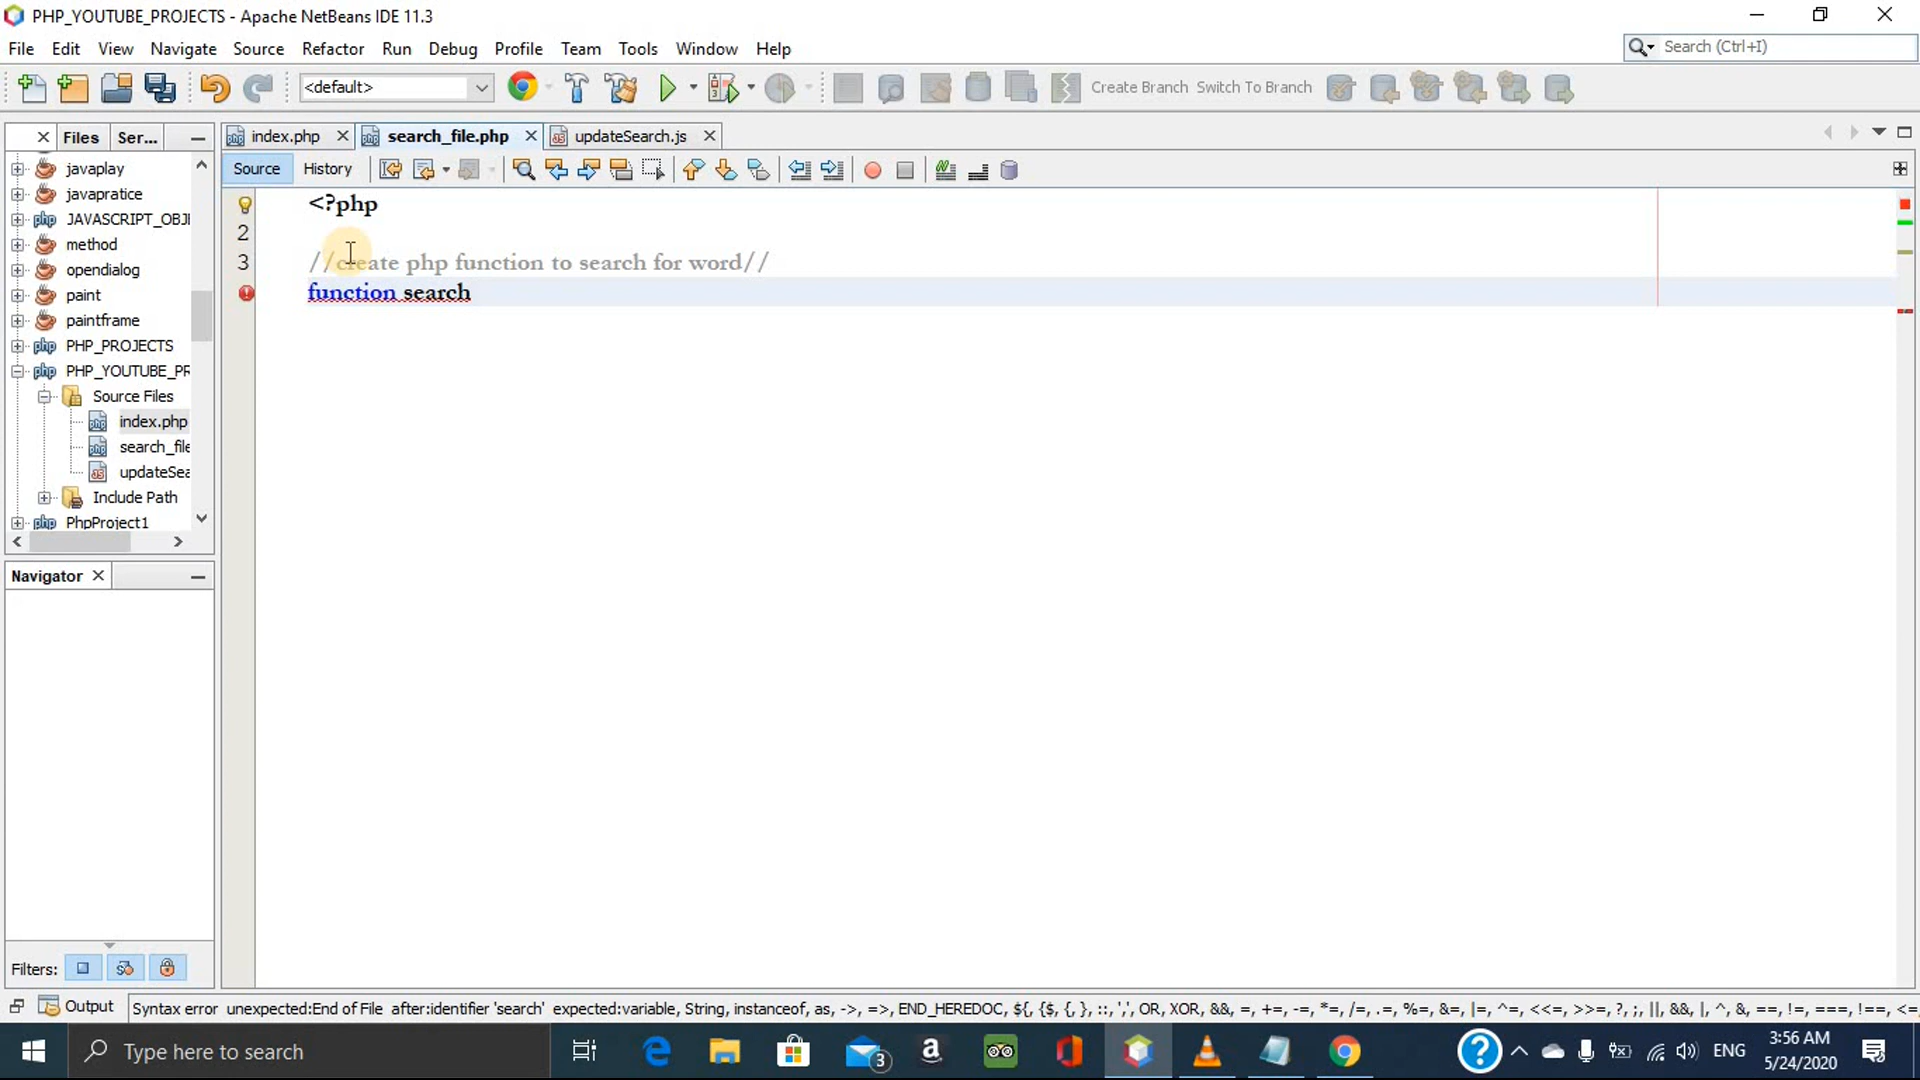 PHP_YOUTUBE_PROJECTS - Apache NetBeans IDE 11.3
File Edit View Navigate Source Refactor Run Debug Profile Team Tools Window Help
Search (Ctrl+I)
<default>
Create Branch Switch To Branch
Files Ser...
index.php search_file.php updateSearch.js
Source History
javaplay
javapratice
JAVASCRIPT_OBJ
method
opendialog
paint
paintframe
PHP_PROJECTS
PHP_YOUTUBE_PR
Source Files
index.php
search_file
updateSea
Include Path
PhpProject1
<?php
2
3 //create php function to search for word//
function search
Navigator
Filters:
Output
Syntax error unexpected:End of File after:identifier 'search' expected:variable, String, instanceof, as, ->, =>, END_HEREDOC, ${, {$, {, }, ::, ',', OR, XOR, &&, =, +=, -=, *=, /=, .=, %=, &=, |=, ^=, <<=, >>=, ?, ;, ||, &&, |, ^, &, ==, !=, ===, !==, <=
Type here to search
3
ENG
3:56 AM
5/24/2020